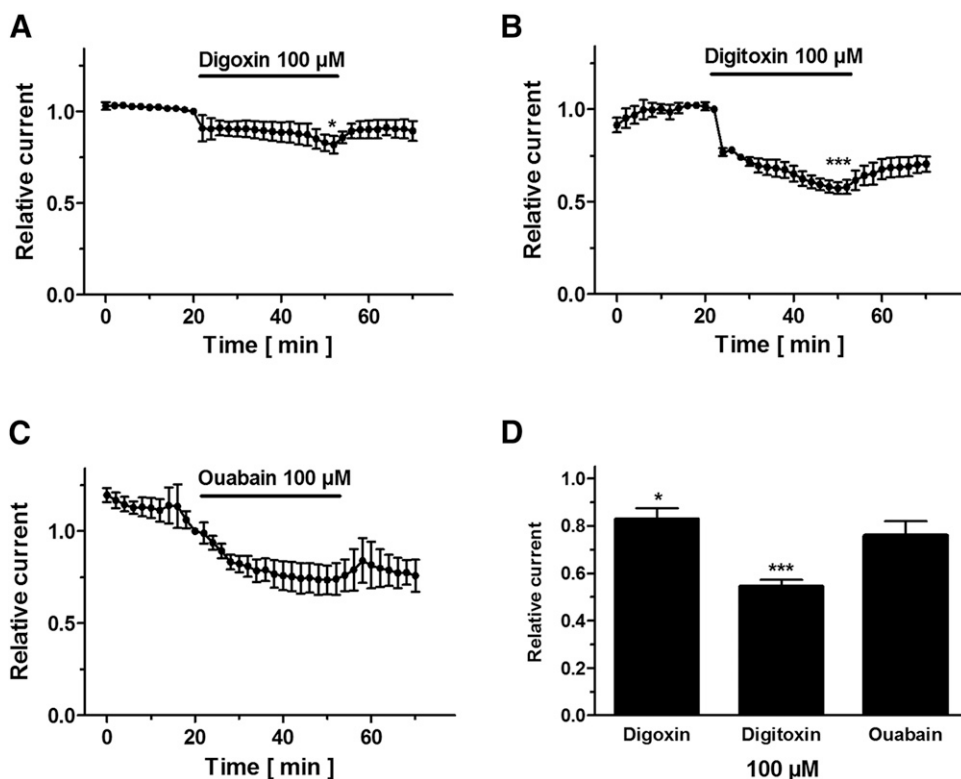 A
Digoxin 100 µM
*
1.0
0.5
0.0
Relative current
0 20 40 60
Time [ min ]
B
Digitoxin 100 µM
***
1.0
0.5
0.0
Relative current
0 20 40 60
Time [ min ]
C
Ouabain 100 µM
1.0
0.5
0.0
Relative current
0 20 40 60
Time [ min ]
D
1.0
0.8
0.6
0.4
0.2
0.0
Relative current
*
***
Digoxin Digitoxin Ouabain
100 µM